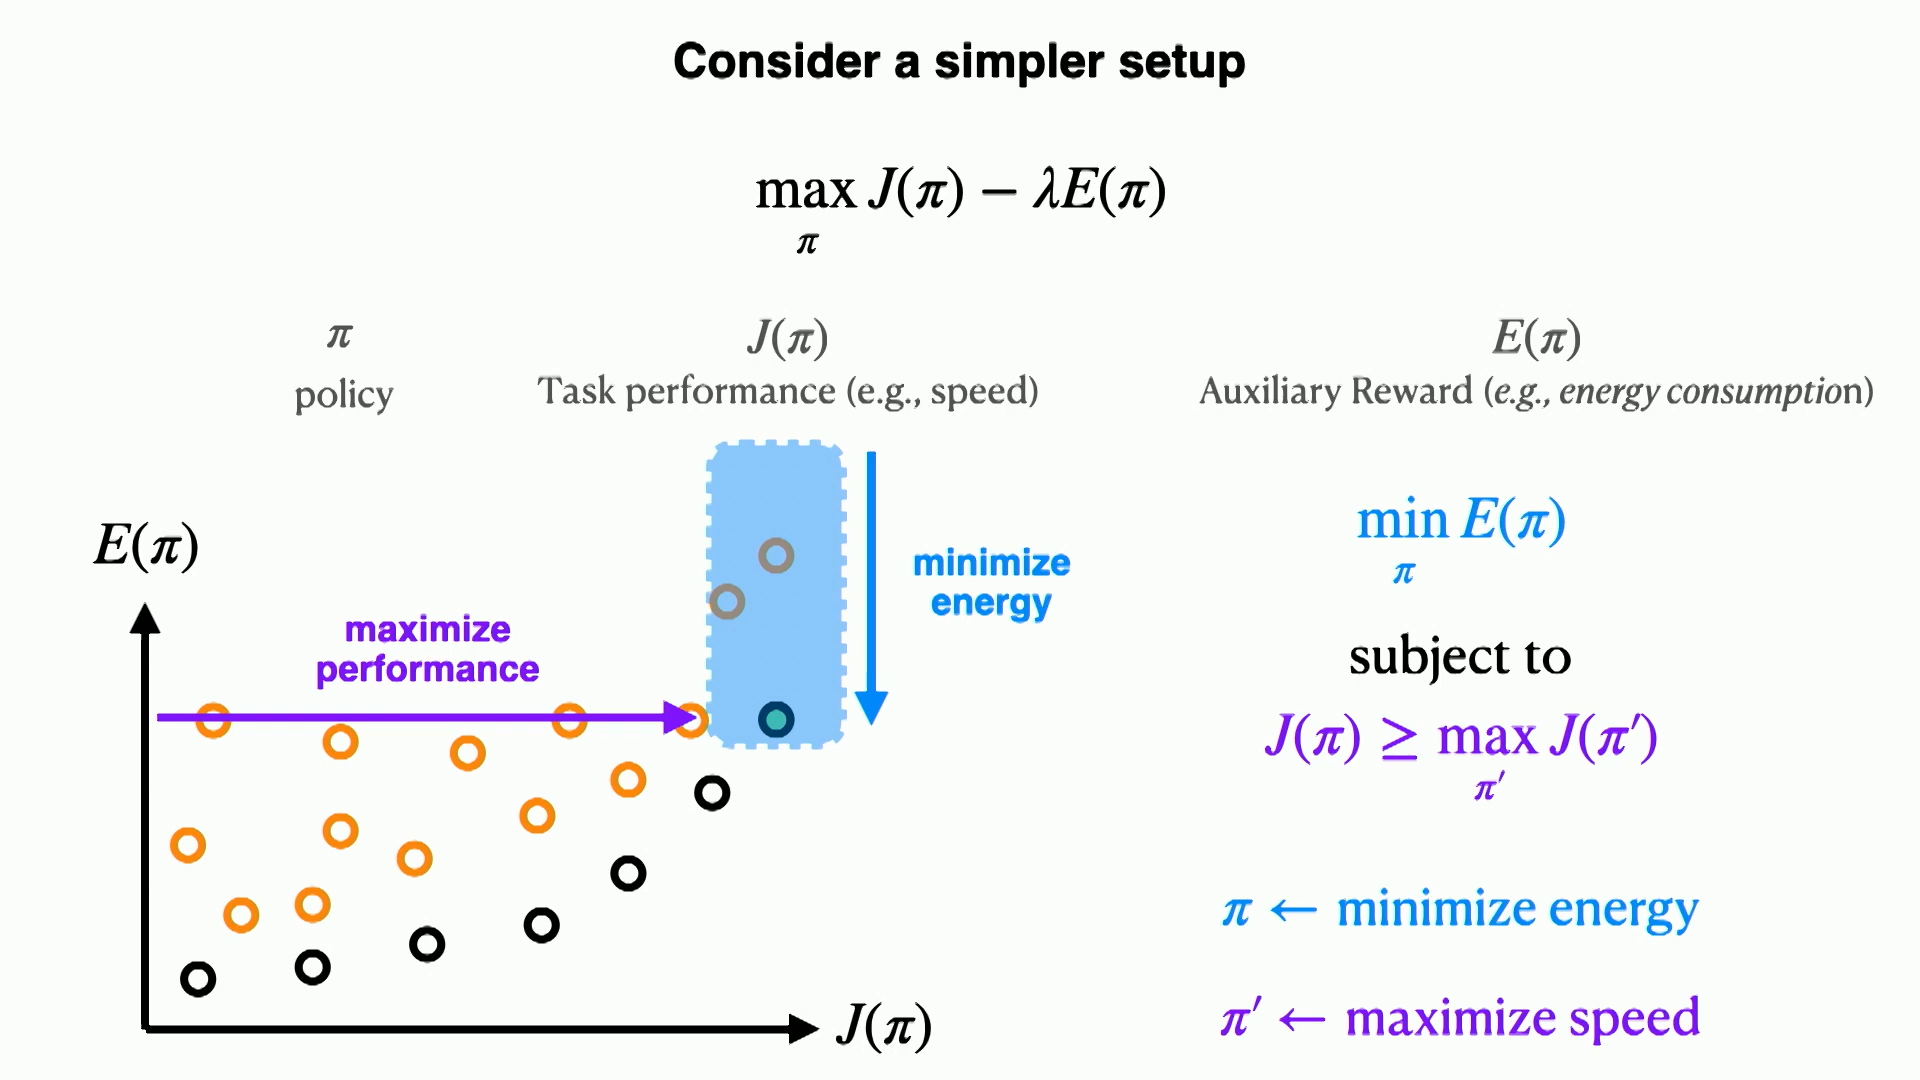 Consider a simpler setup
max J(π) − λE(π)
π
π
policy
J(π)
Task performance (e.g., speed)
E(π)
Auxiliary Reward (e.g., energy consumption)
E(π)
maximize
performance
minimize
energy
J(π)
min E(π)
π
subject to
J(π) ≥ max J(π′)
π′
π ← minimize energy
π′ ← maximize speed